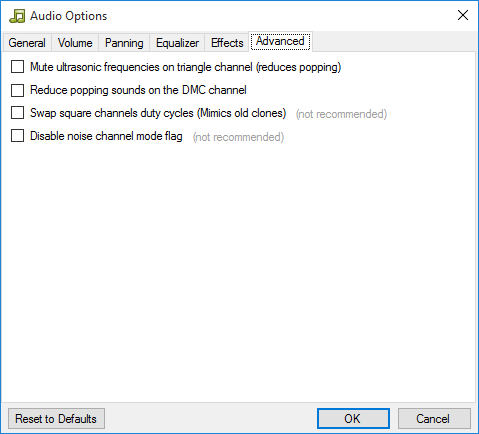 Audio Options
General Volume Panning Equalizer Effects Advanced
Mute ultrasonic frequencies on triangle channel (reduces popping)
Reduce popping sounds on the DMC channel
Swap square channels duty cycles (Mimics old clones) (not recommended)
Disable noise channel mode flag (not recommended)
Reset to Defaults OK Cancel